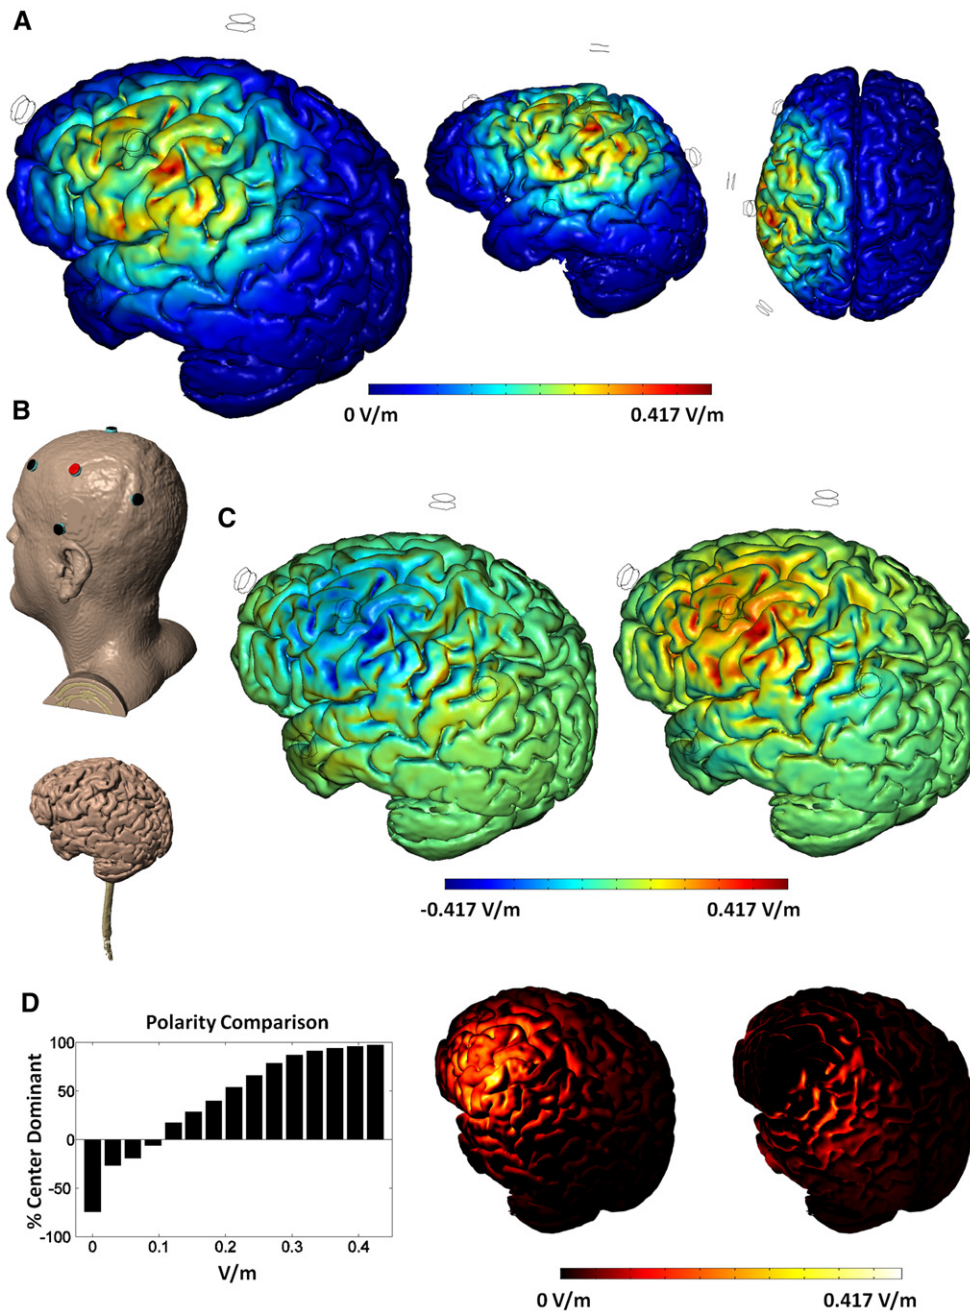 A
0 V/m
0.417 V/m
B
C
-0.417 V/m
0.417 V/m
D
Polarity Comparison
% Center Dominant
100
50
0
-50
-100
0
0.1
0.2
0.3
0.4
V/m
0 V/m
0.417 V/m